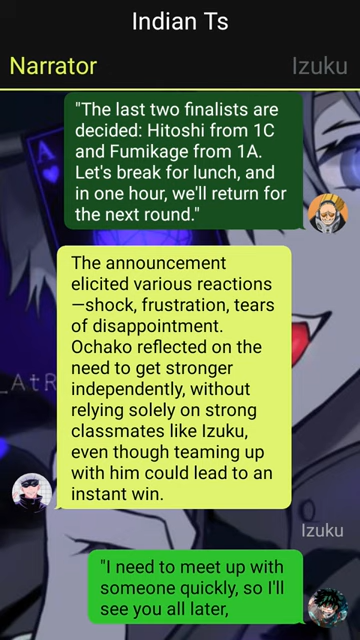 Indian Ts
Narrator
Izuku
"The last two finalists are
decided: Hitoshi from 1C
and Fumikage from 1A.
Let's break for lunch, and
in one hour, we'll return for
the next round."
The announcement
elicited various reactions
—shock, frustration, tears
of disappointment.
Ochako reflected on the
need to get stronger
independently, without
relying solely on strong
classmates like Izuku,
even though teaming up
with him could lead to an
instant win.
_AtR
Izuku
"I need to meet up with
someone quickly, so I'll
see you all later,